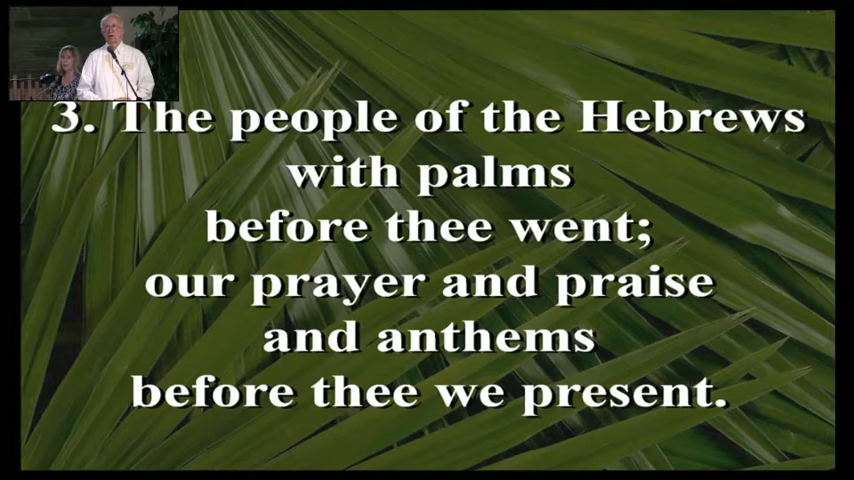 3. The people of the Hebrews
with palms
before thee went;
our prayer and praise
and anthems
before thee we present.